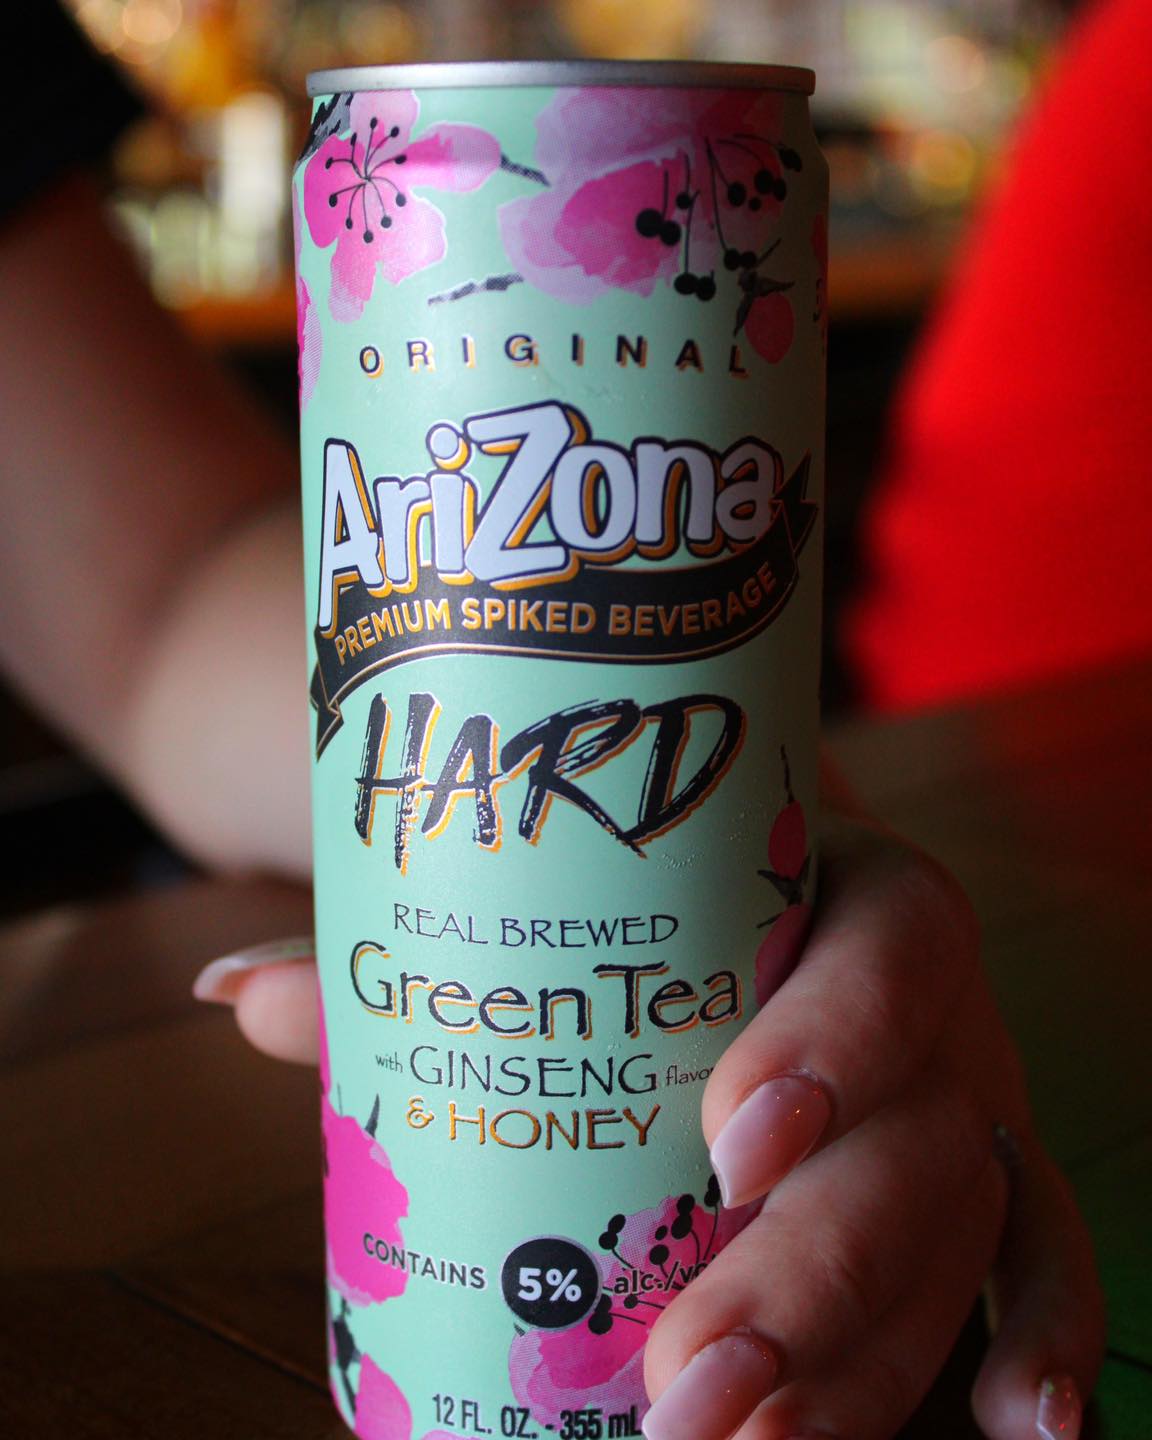 ORIGINAL
AriZona
PREMIUM SPIKED BEVERAGE
HARD
REAL BREWED
Green Tea
with GINSENG
& HONEY
CONTAINS 5% alc./
12 FL. OZ. - 355 mL